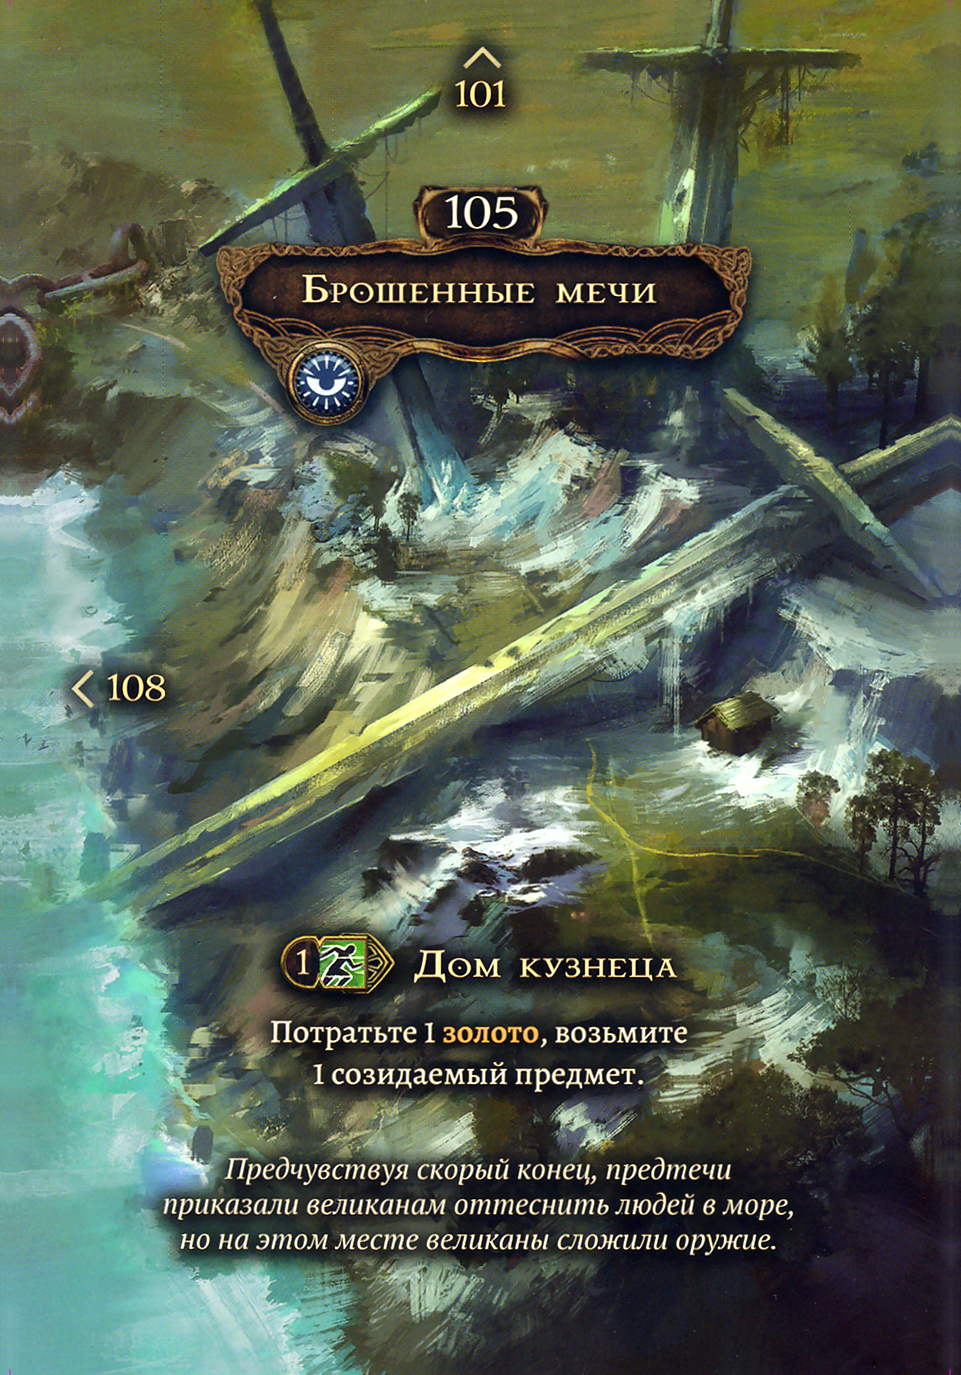 101
105
Брошенные мечи
108
1 Дом кузнеца
Потратьте 1 золото, возьмите
1 созидаемый предмет.
Предчувствуя скорый конец, предтечи
приказали великанам оттеснить людей в море,
но на этом месте великаны сложили оружие.